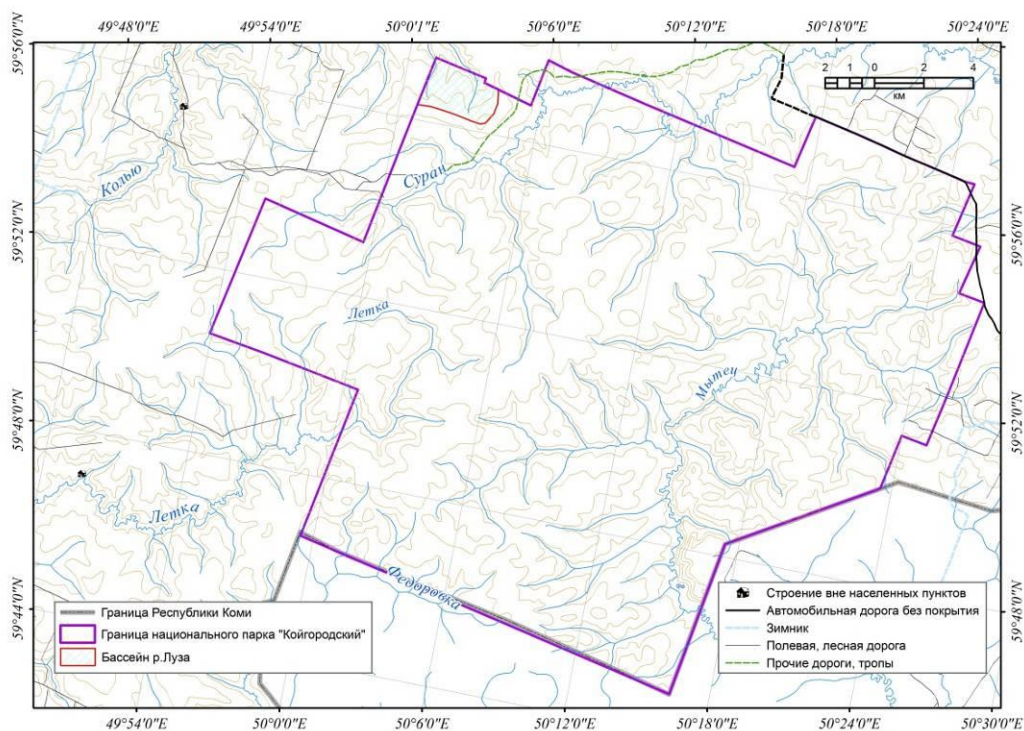 49°48'0"E 49°54'0"E 50°0'1"E 50°6'0"E 50°12'0"E 50°18'0"E 50°24'0"E
59°56'0"N
2 1 0 2 4
км
Колью
Сўран
59°52'0"N
59°56'0"N
Летка
Мытец
59°48'0"N
59°52'0"N
Летка
Федоровка
59°44'0"N
59°48'0"N
Граница Республики Коми
Граница национального парка "Койгородский"
Бассейн р.Луза
Строение вне населенных пунктов
Автомобильная дорога без покрытия
Зимник
Полевая, лесная дорога
Прочие дороги, тропы
49°54'0"E 50°0'0"E 50°6'0"E 50°12'0"E 50°18'0"E 50°24'0"E 50°30'0"E